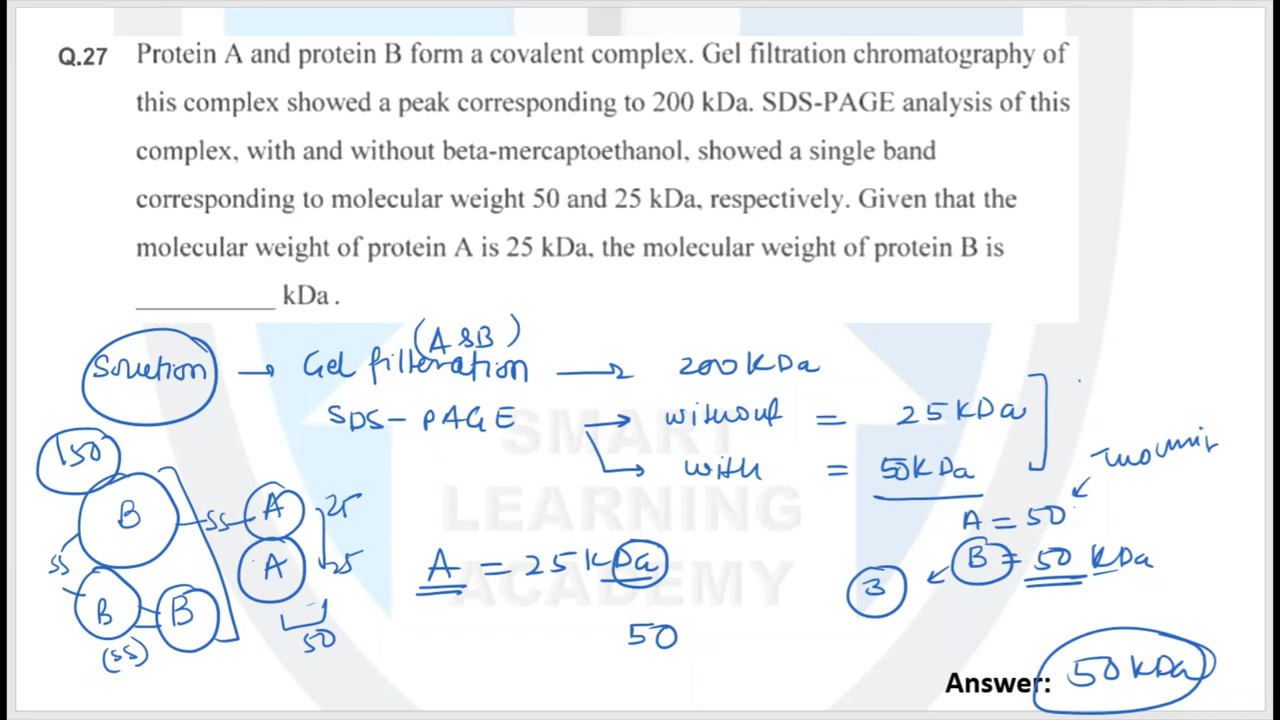 Q.27 Protein A and protein B form a covalent complex. Gel filtration chromatography of
this complex showed a peak corresponding to 200 kDa. SDS-PAGE analysis of this
complex, with and without beta-mercaptoethanol, showed a single band
corresponding to molecular weight 50 and 25 kDa, respectively. Given that the
molecular weight of protein A is 25 kDa, the molecular weight of protein B is
__________ kDa .
(A & B)
Solution → Gel filteration → 200 KDa
SDS - PAGE → without = 25 KDa
→ with = 50 KDa
150
B ss A 25
ss A 25
B B
(ss) 50
A = 25 KDa
50
A = 50
3 ← B = 50 KDa
SMART
LEARNING
ACADEMY
Answer: 50 KDa